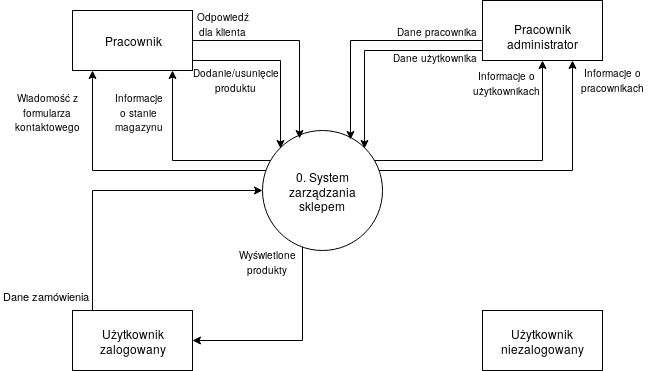 Odpowiedź
dla klienta
Pracownik
Dodanie/usunięcie
produktu
Wiadomość z
formularza
kontaktowego
Informacje
o stanie
magazynu
Dane pracownika
Dane użytkownika
Pracownik
administrator
Informacje o
użytkownikach
Informacje o
pracownikach
0. System
zarządzania
sklepem
Wyświetlone
produkty
Dane zamówienia
Użytkownik
zalogowany
Użytkownik
niezalogowany